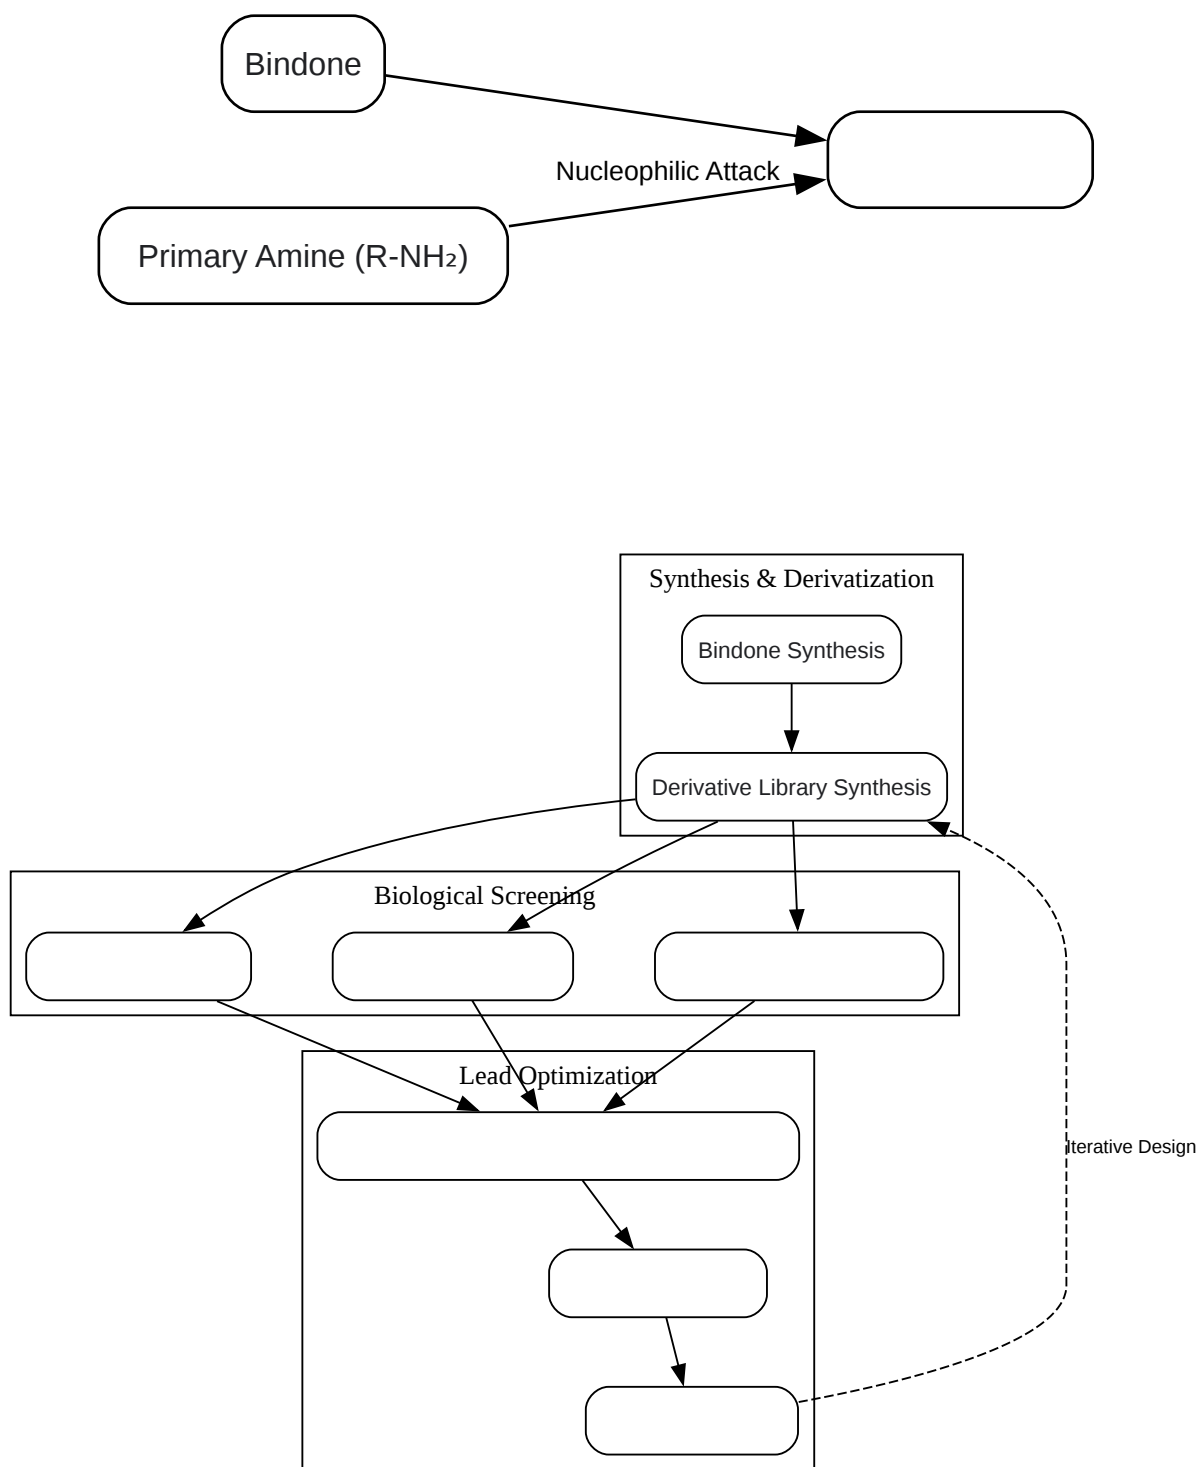 Bindone
Nucleophilic Attack
Primary Amine (R-NH₂)
Synthesis & Derivatization
Bindone Synthesis
Derivative Library Synthesis
Biological Screening
Lead Optimization
Iterative Design